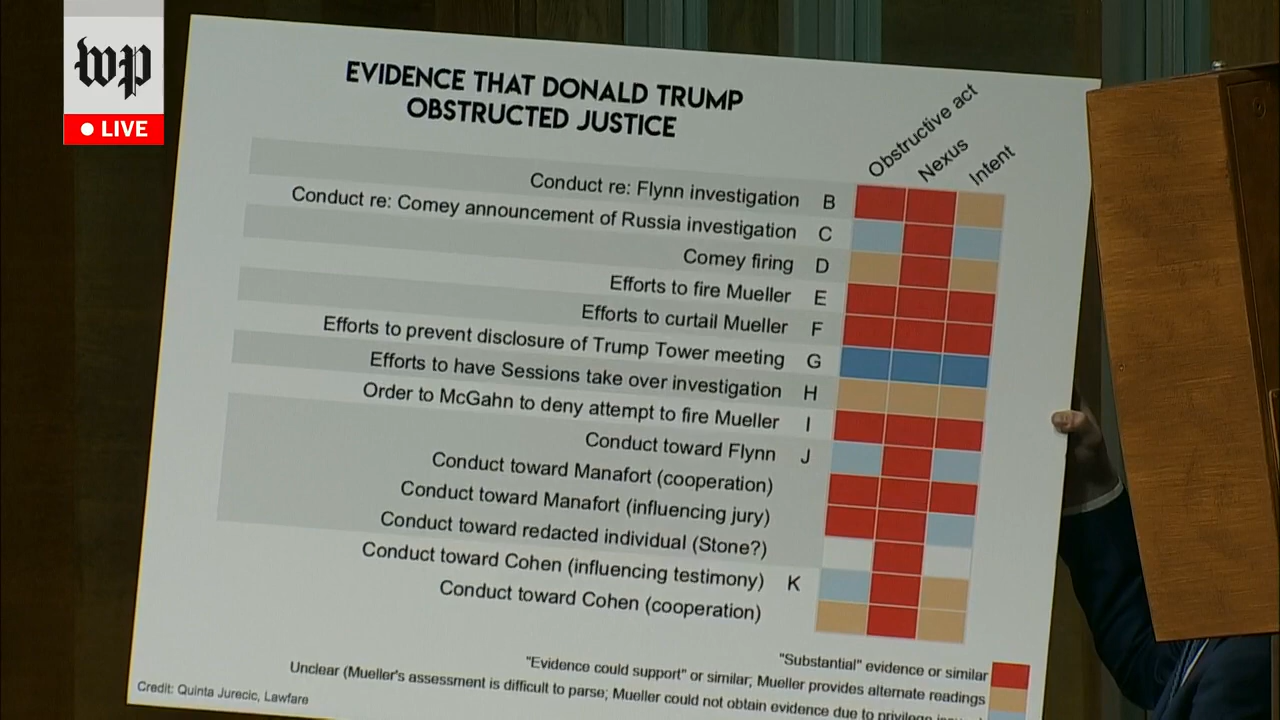 wp
LIVE
EVIDENCE THAT DONALD TRUMP
OBSTRUCTED JUSTICE
Obstructive act
Nexus
Intent
Conduct re: Flynn investigation B
Conduct re: Comey announcement of Russia investigation C
Comey firing D
Efforts to fire Mueller E
Efforts to curtail Mueller F
Efforts to prevent disclosure of Trump Tower meeting G
Efforts to have Sessions take over investigation H
Order to McGahn to deny attempt to fire Mueller I
Conduct toward Flynn J
Conduct toward Manafort (cooperation)
Conduct toward Manafort (influencing jury)
Conduct toward redacted individual (Stone?)
Conduct toward Cohen (influencing testimony) K
Conduct toward Cohen (cooperation)
"Substantial" evidence or similar
"Evidence could support" or similar; Mueller provides alternate readings
Unclear (Mueller's assessment is difficult to parse; Mueller could not obtain evidence due to privilege
Credit: Quinta Jurecic, Lawfare